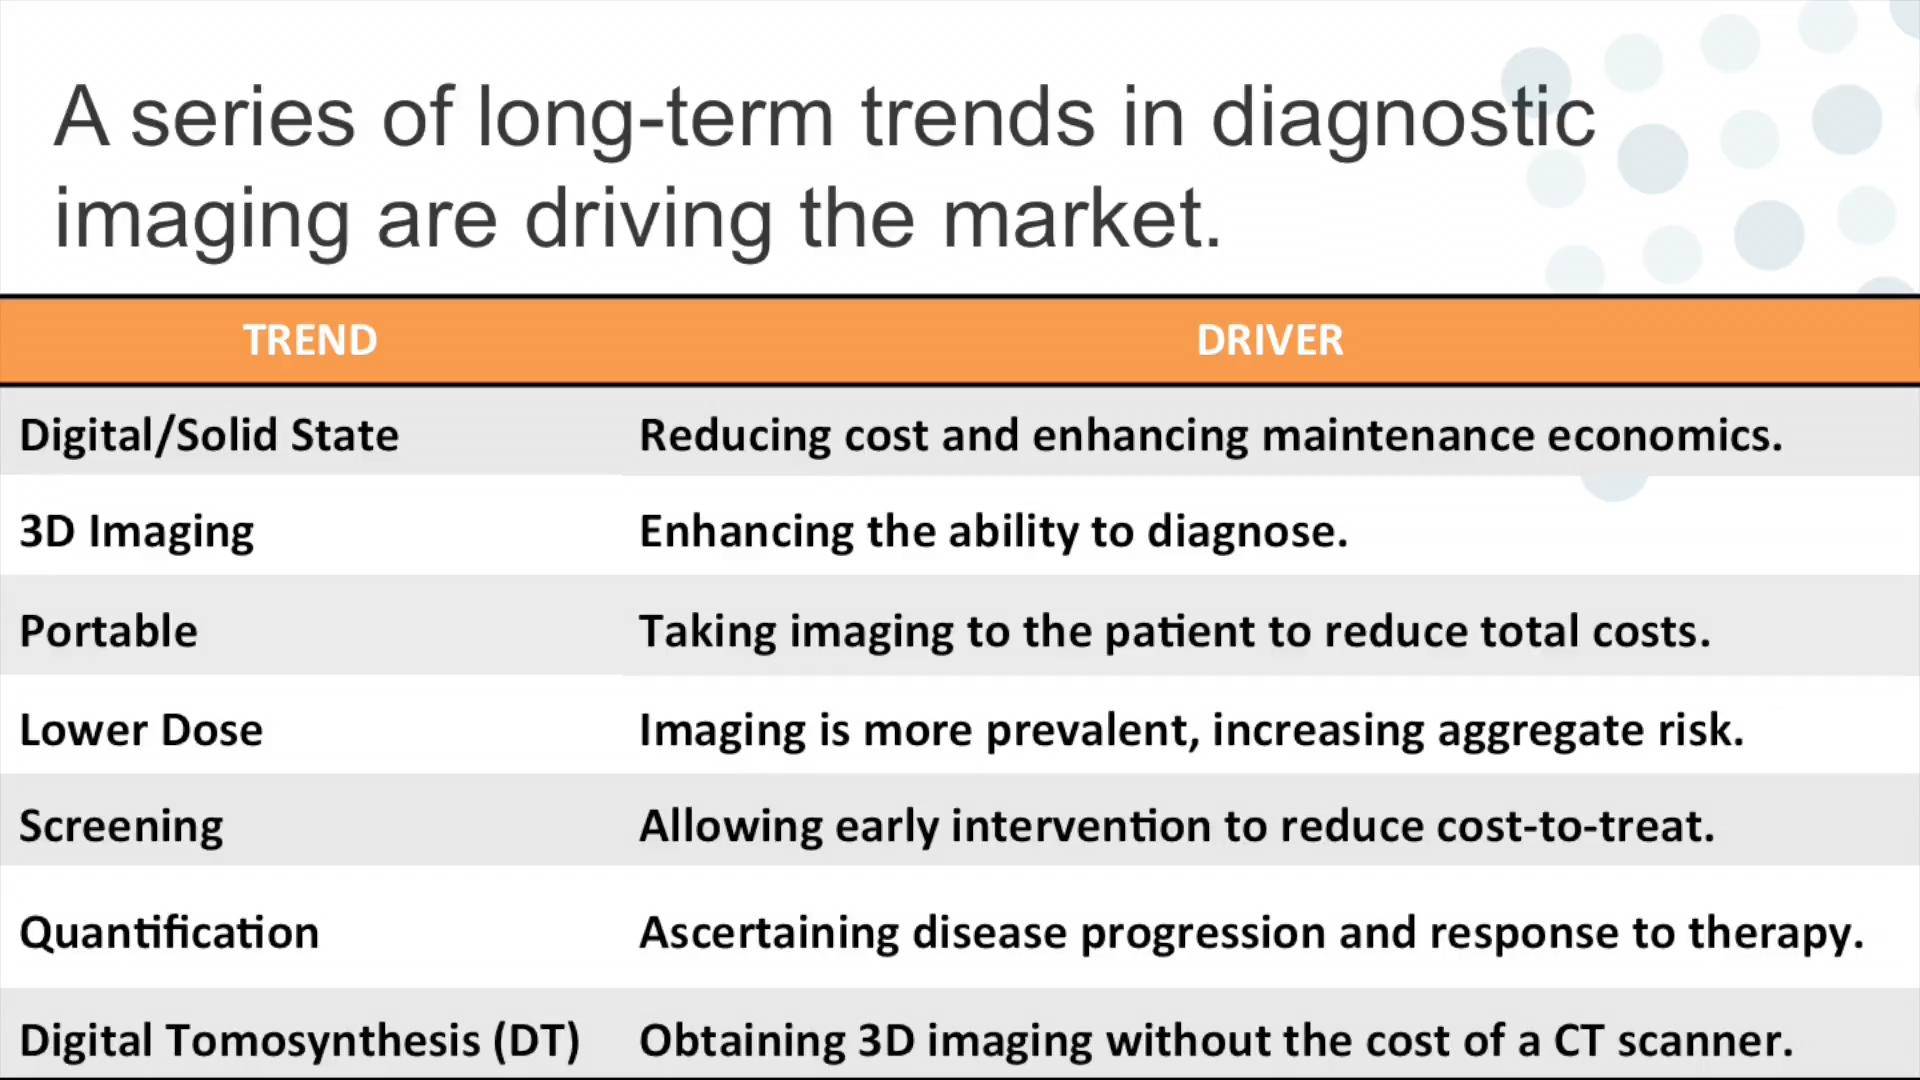 A series of long-term trends in diagnostic
imaging are driving the market.
TREND DRIVER
Digital/Solid State Reducing cost and enhancing maintenance economics.
3D Imaging Enhancing the ability to diagnose.
Portable Taking imaging to the patient to reduce total costs.
Lower Dose Imaging is more prevalent, increasing aggregate risk.
Screening Allowing early intervention to reduce cost-to-treat.
Quantification Ascertaining disease progression and response to therapy.
Digital Tomosynthesis (DT) Obtaining 3D imaging without the cost of a CT scanner.